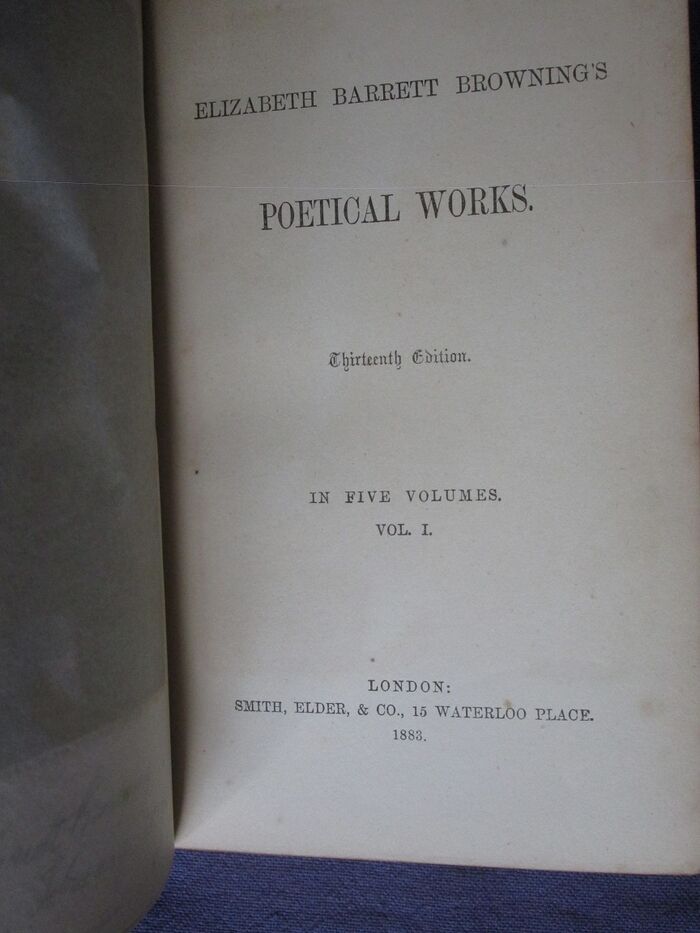 ELIZABETH BARRETT BROWNING'S
POETICAL WORKS.
Thirteenth Edition.
IN FIVE VOLUMES.
VOL. I.
LONDON:
SMITH, ELDER, & CO., 15 WATERLOO PLACE.
1883.